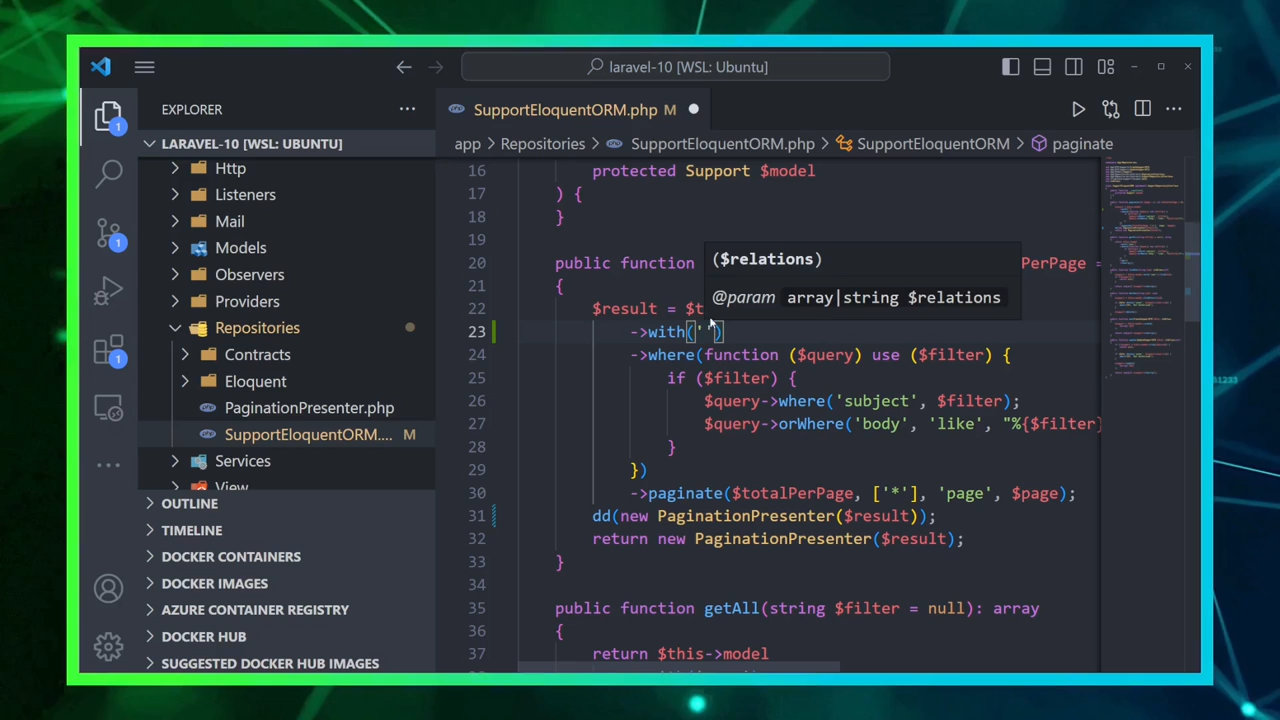 laravel-10 [WSL: Ubuntu]
EXPLORER
SupportEloquentORM.php M
LARAVEL-10 [WSL: UBUNTU]
app > Repositories > SupportEloquentORM.php > SupportEloquentORM > paginate
Http
Listeners
Mail
Models
Observers
Providers
Repositories
Contracts
Eloquent
PaginationPresenter.php
SupportEloquentORM.... M
Services
View
OUTLINE
TIMELINE
DOCKER CONTAINERS
DOCKER IMAGES
AZURE CONTAINER REGISTRY
DOCKER HUB
SUGGESTED DOCKER HUB IMAGES
1
1
1
16 protected Support $model
17 ) {
18 }
19
20 public function PerPage =
21 {
22 $result = $t
23 ->with('')
24 ->where(function ($query) use ($filter) {
25 if ($filter) {
26 $query->where('subject', $filter);
27 $query->orWhere('body', 'like', "%{$filter}
28 }
29 })
30 ->paginate($totalPerPage, ['*'], 'page', $page);
31 dd(new PaginationPresenter($result));
32 return new PaginationPresenter($result);
33 }
34
35 public function getAll(string $filter = null): array
36 {
37 return $this->model
($relations)
@param array|string $relations